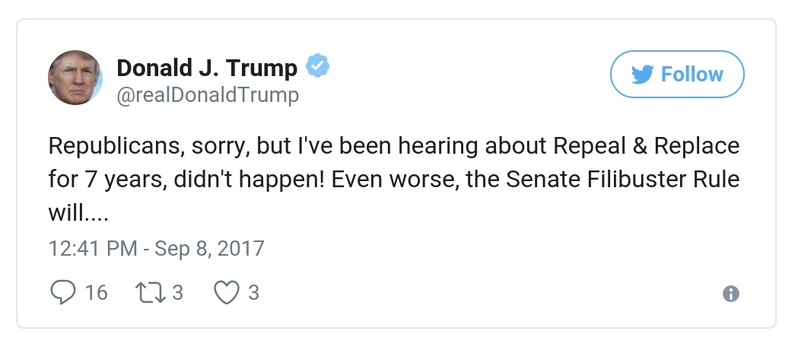 Donald J. Trump
@realDonaldTrump
Follow
Republicans, sorry, but I've been hearing about Repeal & Replace
for 7 years, didn't happen! Even worse, the Senate Filibuster Rule
will....
12:41 PM - Sep 8, 2017
16 3 3